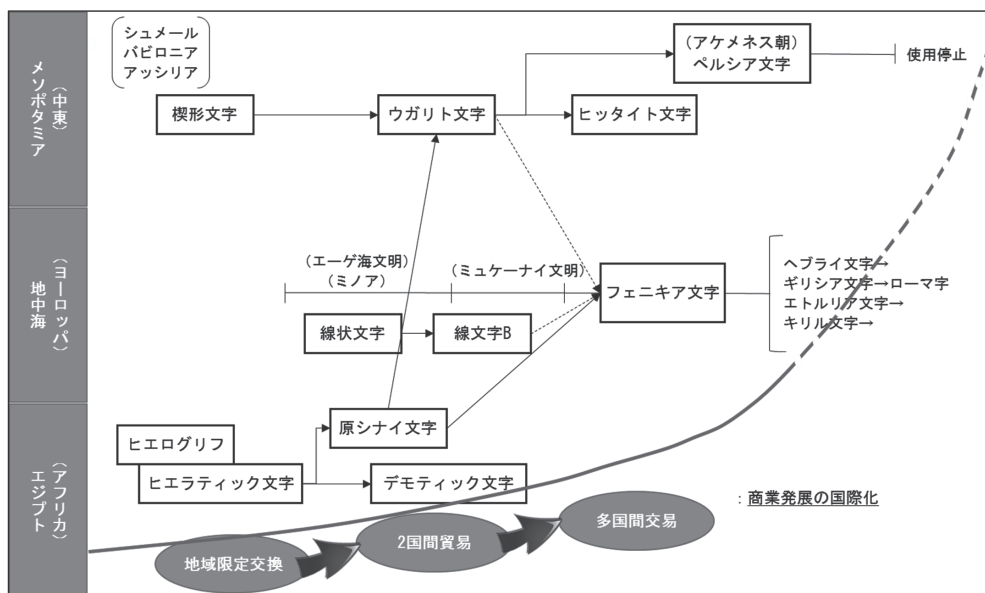 メソポタミア
（中東）
シュメール
バビロニア
アッシリア
楔形文字
ウガリト文字
（アケメネス朝）
ペルシア文字
使用停止
ヒッタイト文字
（ヨーロッパ）
地中海
（エーゲ海文明）
（ミノア）
（ミュケーナイ文明）
線状文字
線文字B
フェニキア文字
ヘブライ文字→
ギリシア文字→ローマ字
エトルリア文字→
キリル文字→
（アフリカ）
エジプト
ヒエログリフ
ヒエラティック文字
原シナイ文字
デモティック文字
：商業発展の国際化
地域限定交換
2国間貿易
多国間交易